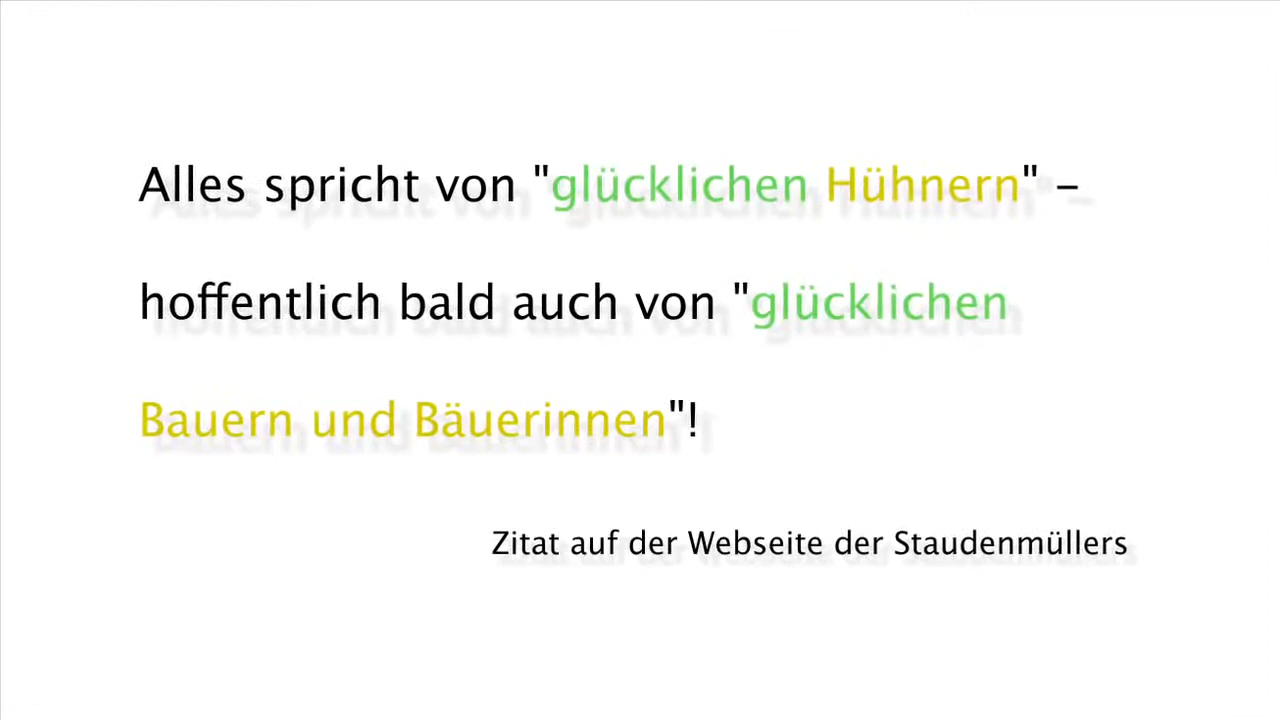 Alles spricht von "glücklichen Hühnern" –
hoffentlich bald auch von "glücklichen
Bauern und Bäuerinnen"!
Zitat auf der Webseite der Staudenmüllers